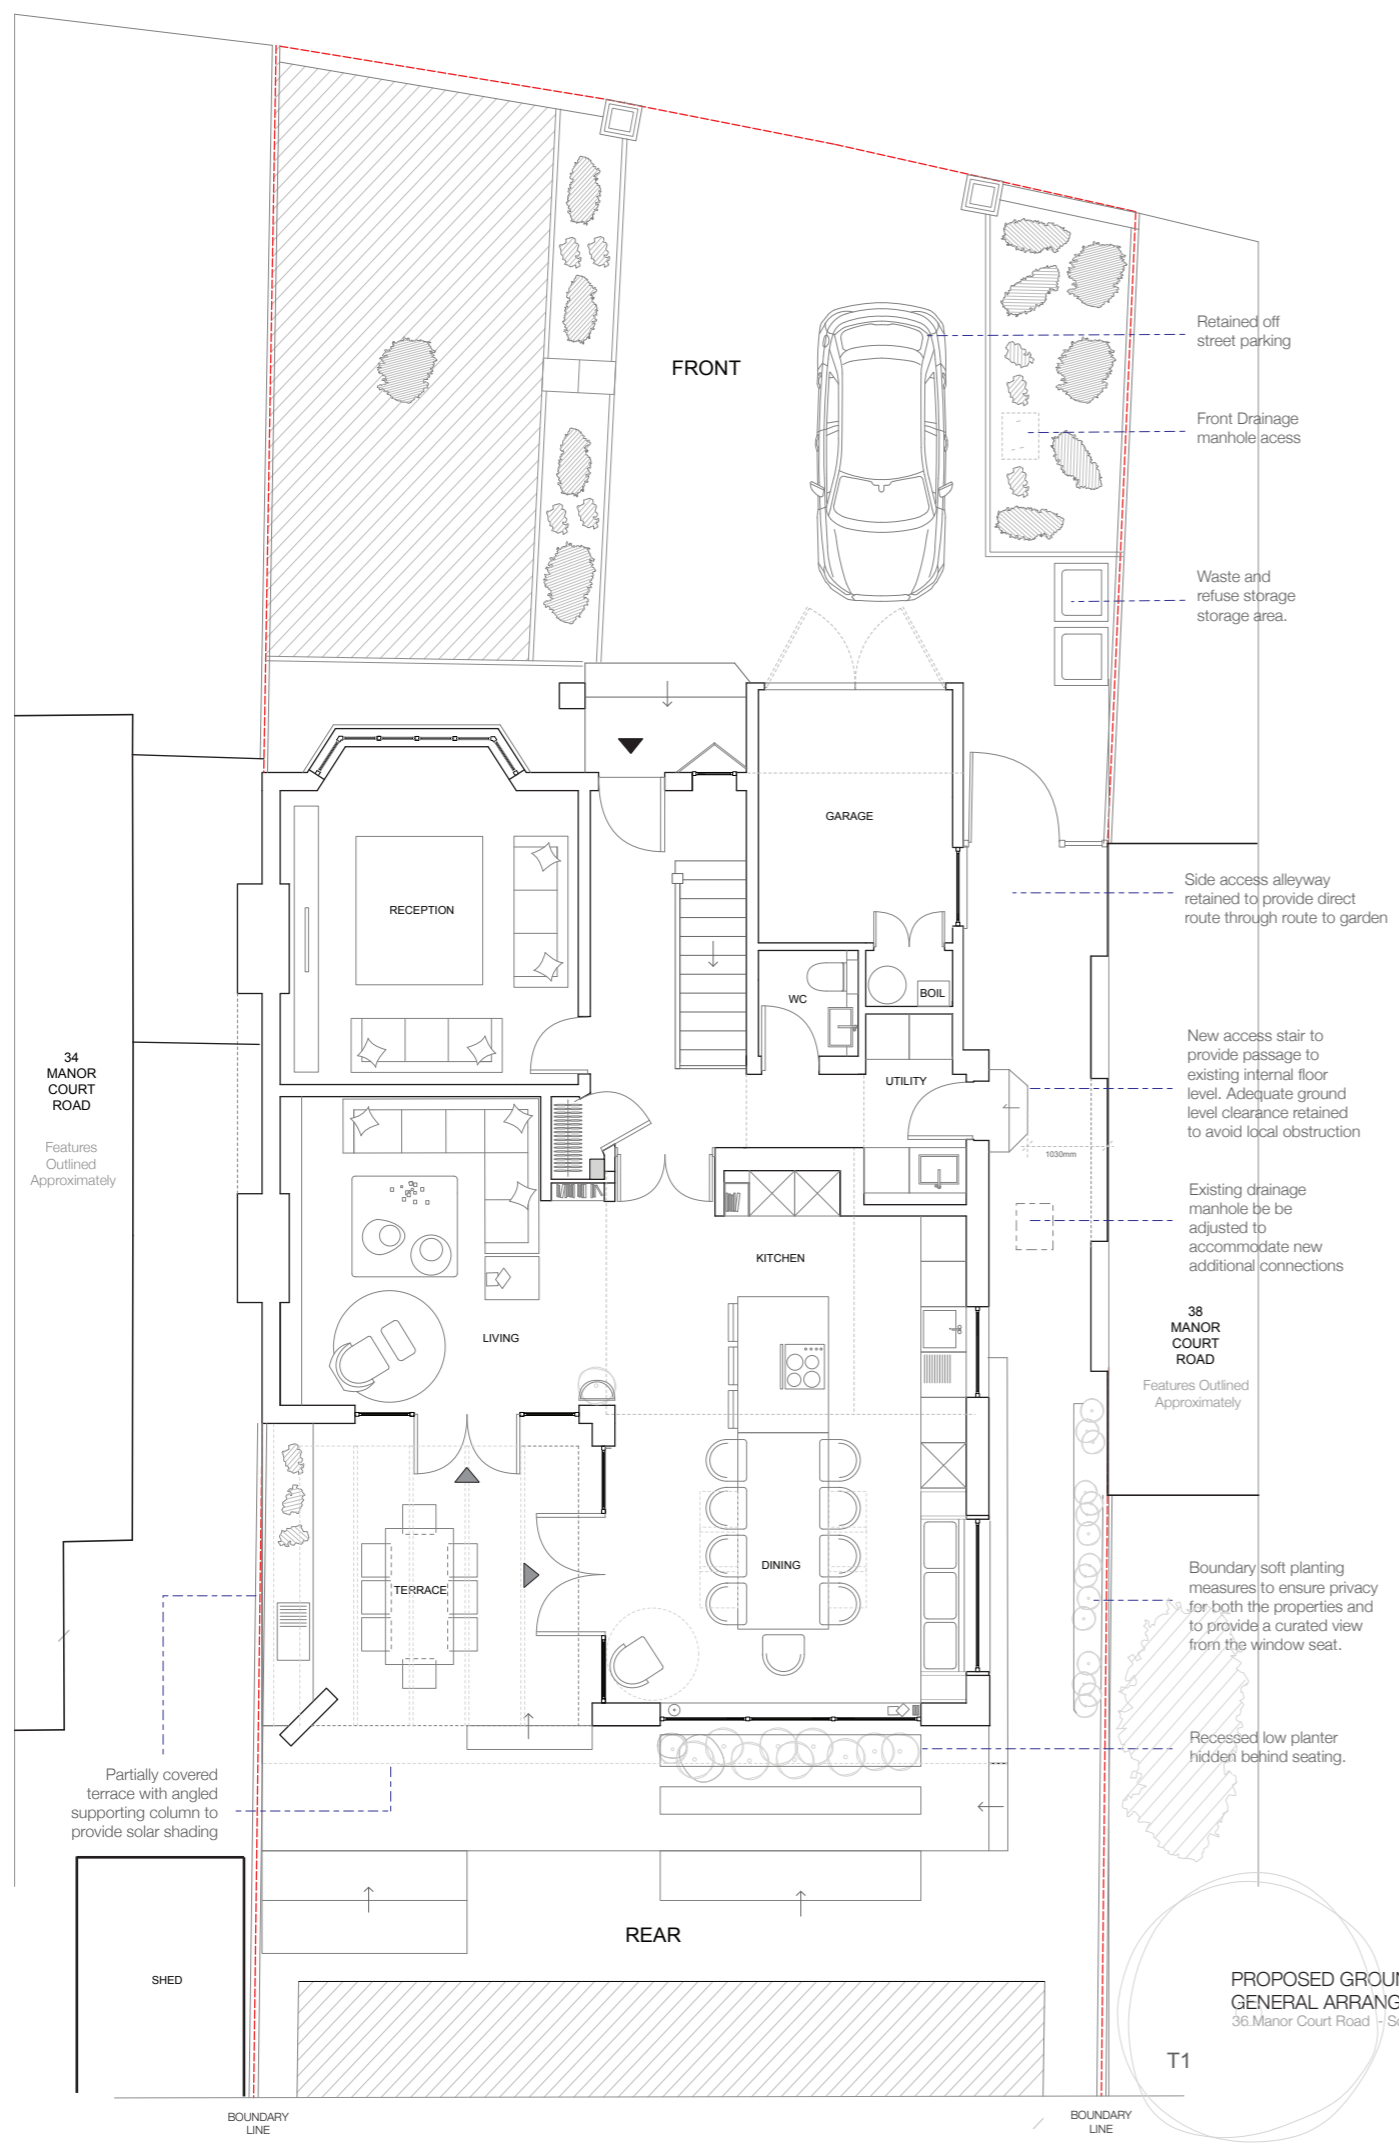 FRONT
Retained off
street parking
Front Drainage
manhole acess
Waste and
refuse storage
storage area.
GARAGE
RECEPTION
Side access alleyway
retained to provide direct
route through route to garden
WC
BOIL
UTILITY
New access stair to
provide passage to
existing internal floor
level. Adequate ground
level clearance retained
to avoid local obstruction
1030mm
34
MANOR
COURT
ROAD
Features
Outlined
Approximately
Existing drainage
manhole be be
adjusted to
accommodate new
additional connections
KITCHEN
LIVING
38
MANOR
COURT
ROAD
Features Outlined
Approximately
DINING
TERRACE
Boundary soft planting
measures to ensure privacy
for both the properties and
to provide a curated view
from the window seat.
Recessed low planter
hidden behind seating.
Partially covered
terrace with angled
supporting column to
provide solar shading
REAR
SHED
PROPOSED GROUN
GENERAL ARRANG
36 Manor Court Road - Sc
T1
BOUNDARY
LINE
BOUNDARY
LINE